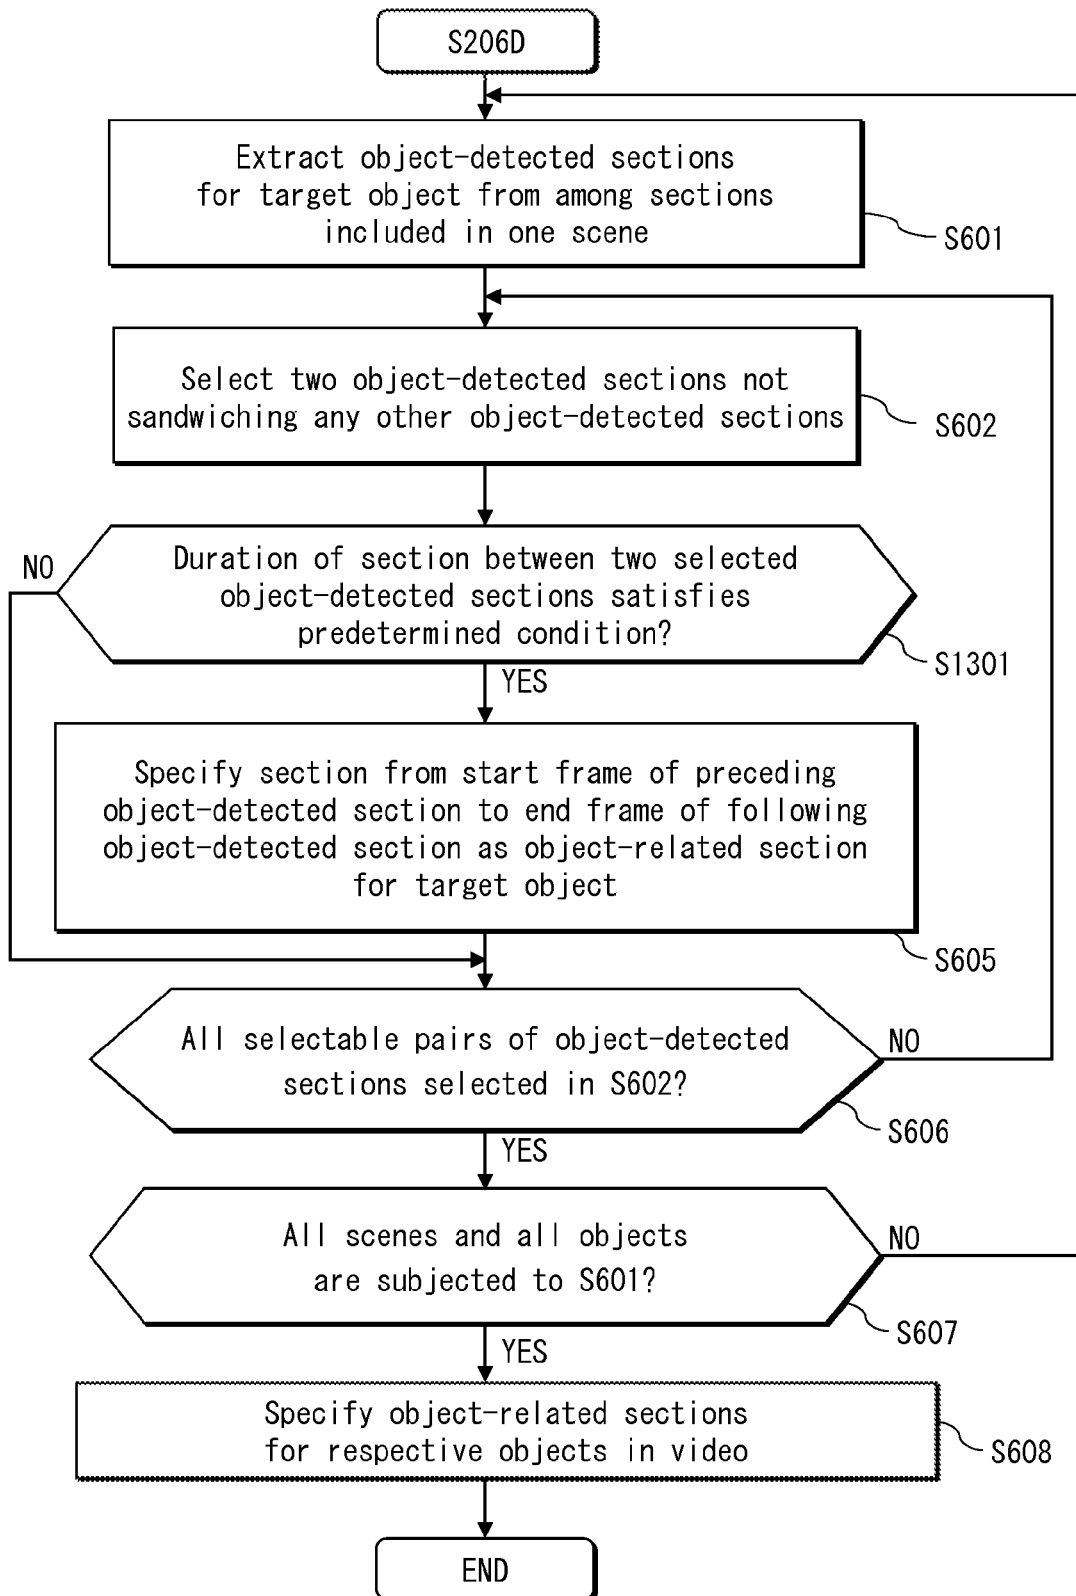 S206D
Extract object-detected sections
for target object from among sections
included in one scene
S601
Select two object-detected sections not
sandwiching any other object-detected sections
S602
NO
Duration of section between two selected
object-detected sections satisfies
predetermined condition?
S1301
YES
Specify section from start frame of preceding
object-detected section to end frame of following
object-detected section as object-related section
for target object
S605
All selectable pairs of object-detected
sections selected in S602?
NO
S606
YES
All scenes and all objects
are subjected to S601?
NO
S607
YES
Specify object-related sections
for respective objects in video
S608
END